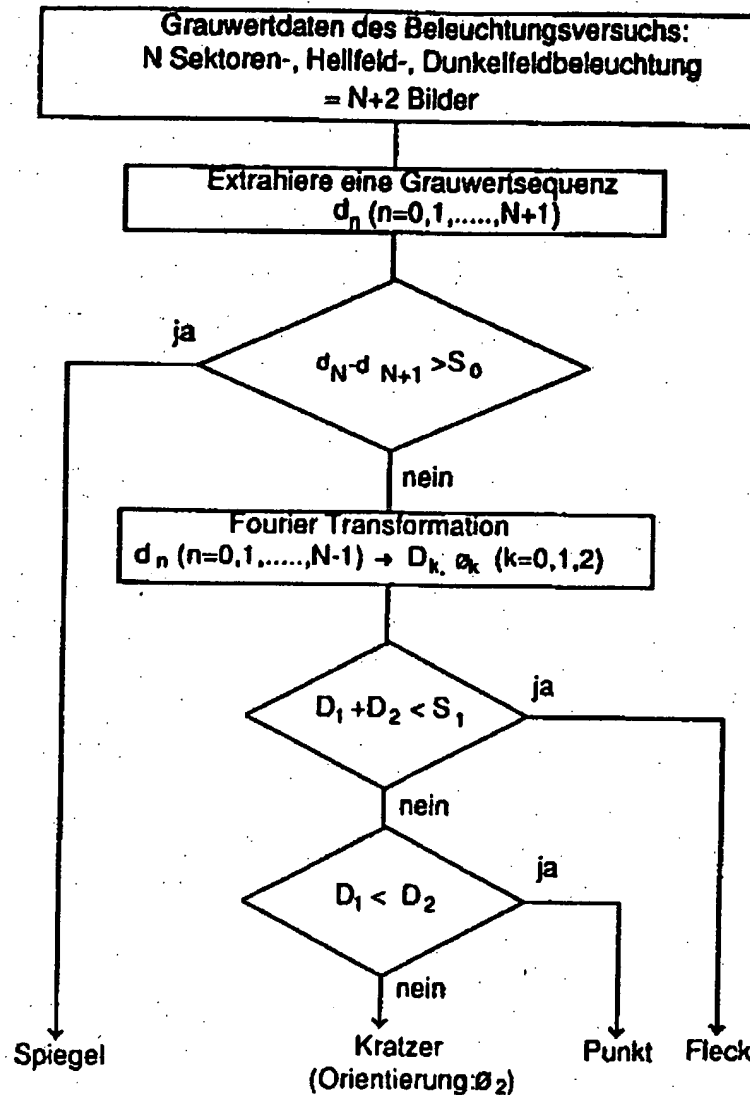 Grauwertdaten des Beleuchtungsversuchs:
N Sektoren-, Hellfeld-, Dunkelfeldbeleuchtung
= N+2 Bilder
Extrahiere eine Grauwertsequenz
d_n (n=0,1,.....,N+1)
ja
d_N-d_N+1 >S_0
nein
Fourier Transformation
d_n (n=0,1,.....,N-1) → D_k, ø_k (k=0,1,2)
D_1 +D_2 < S_1
ja
nein
D_1 < D_2
ja
nein
Spiegel
Kratzer
Punkt
Fleck
(Orientierung:Ø_2)